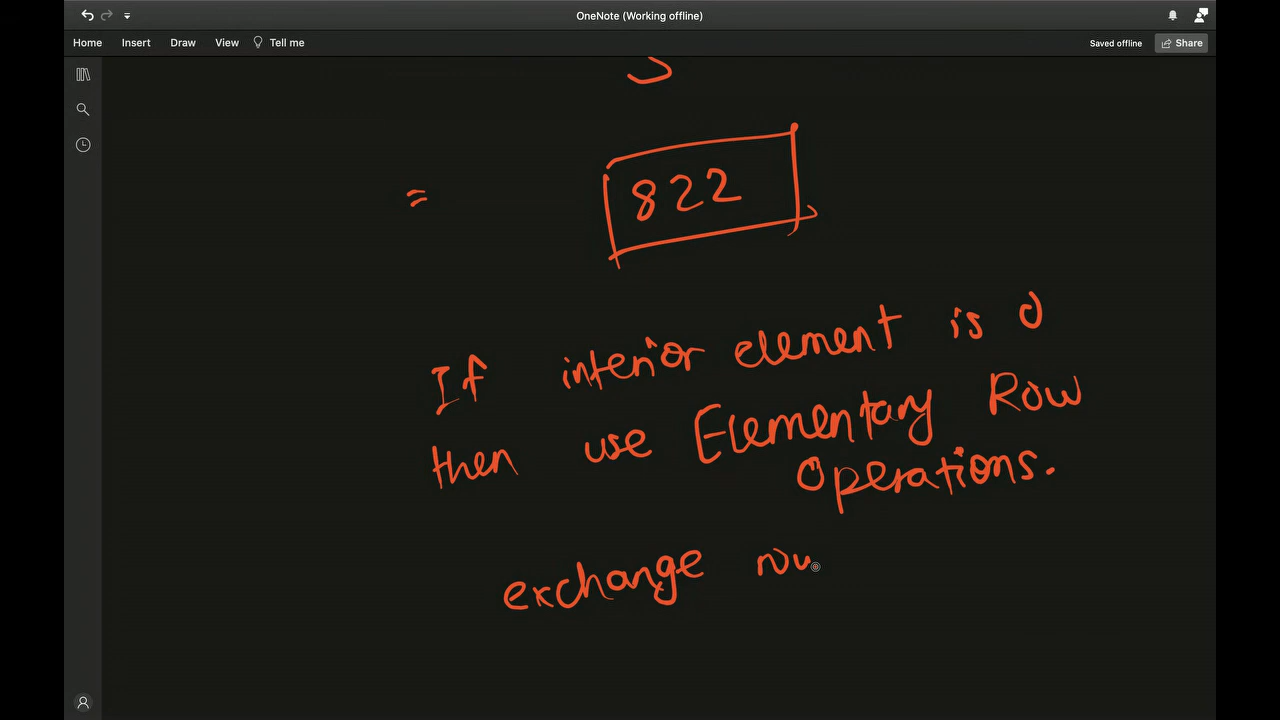 OneNote (Working offline)
Home Insert Draw View Tell me
Saved offline Share
= 822
If interior element is 0
then use Elementary Row
Operations.
exchange row